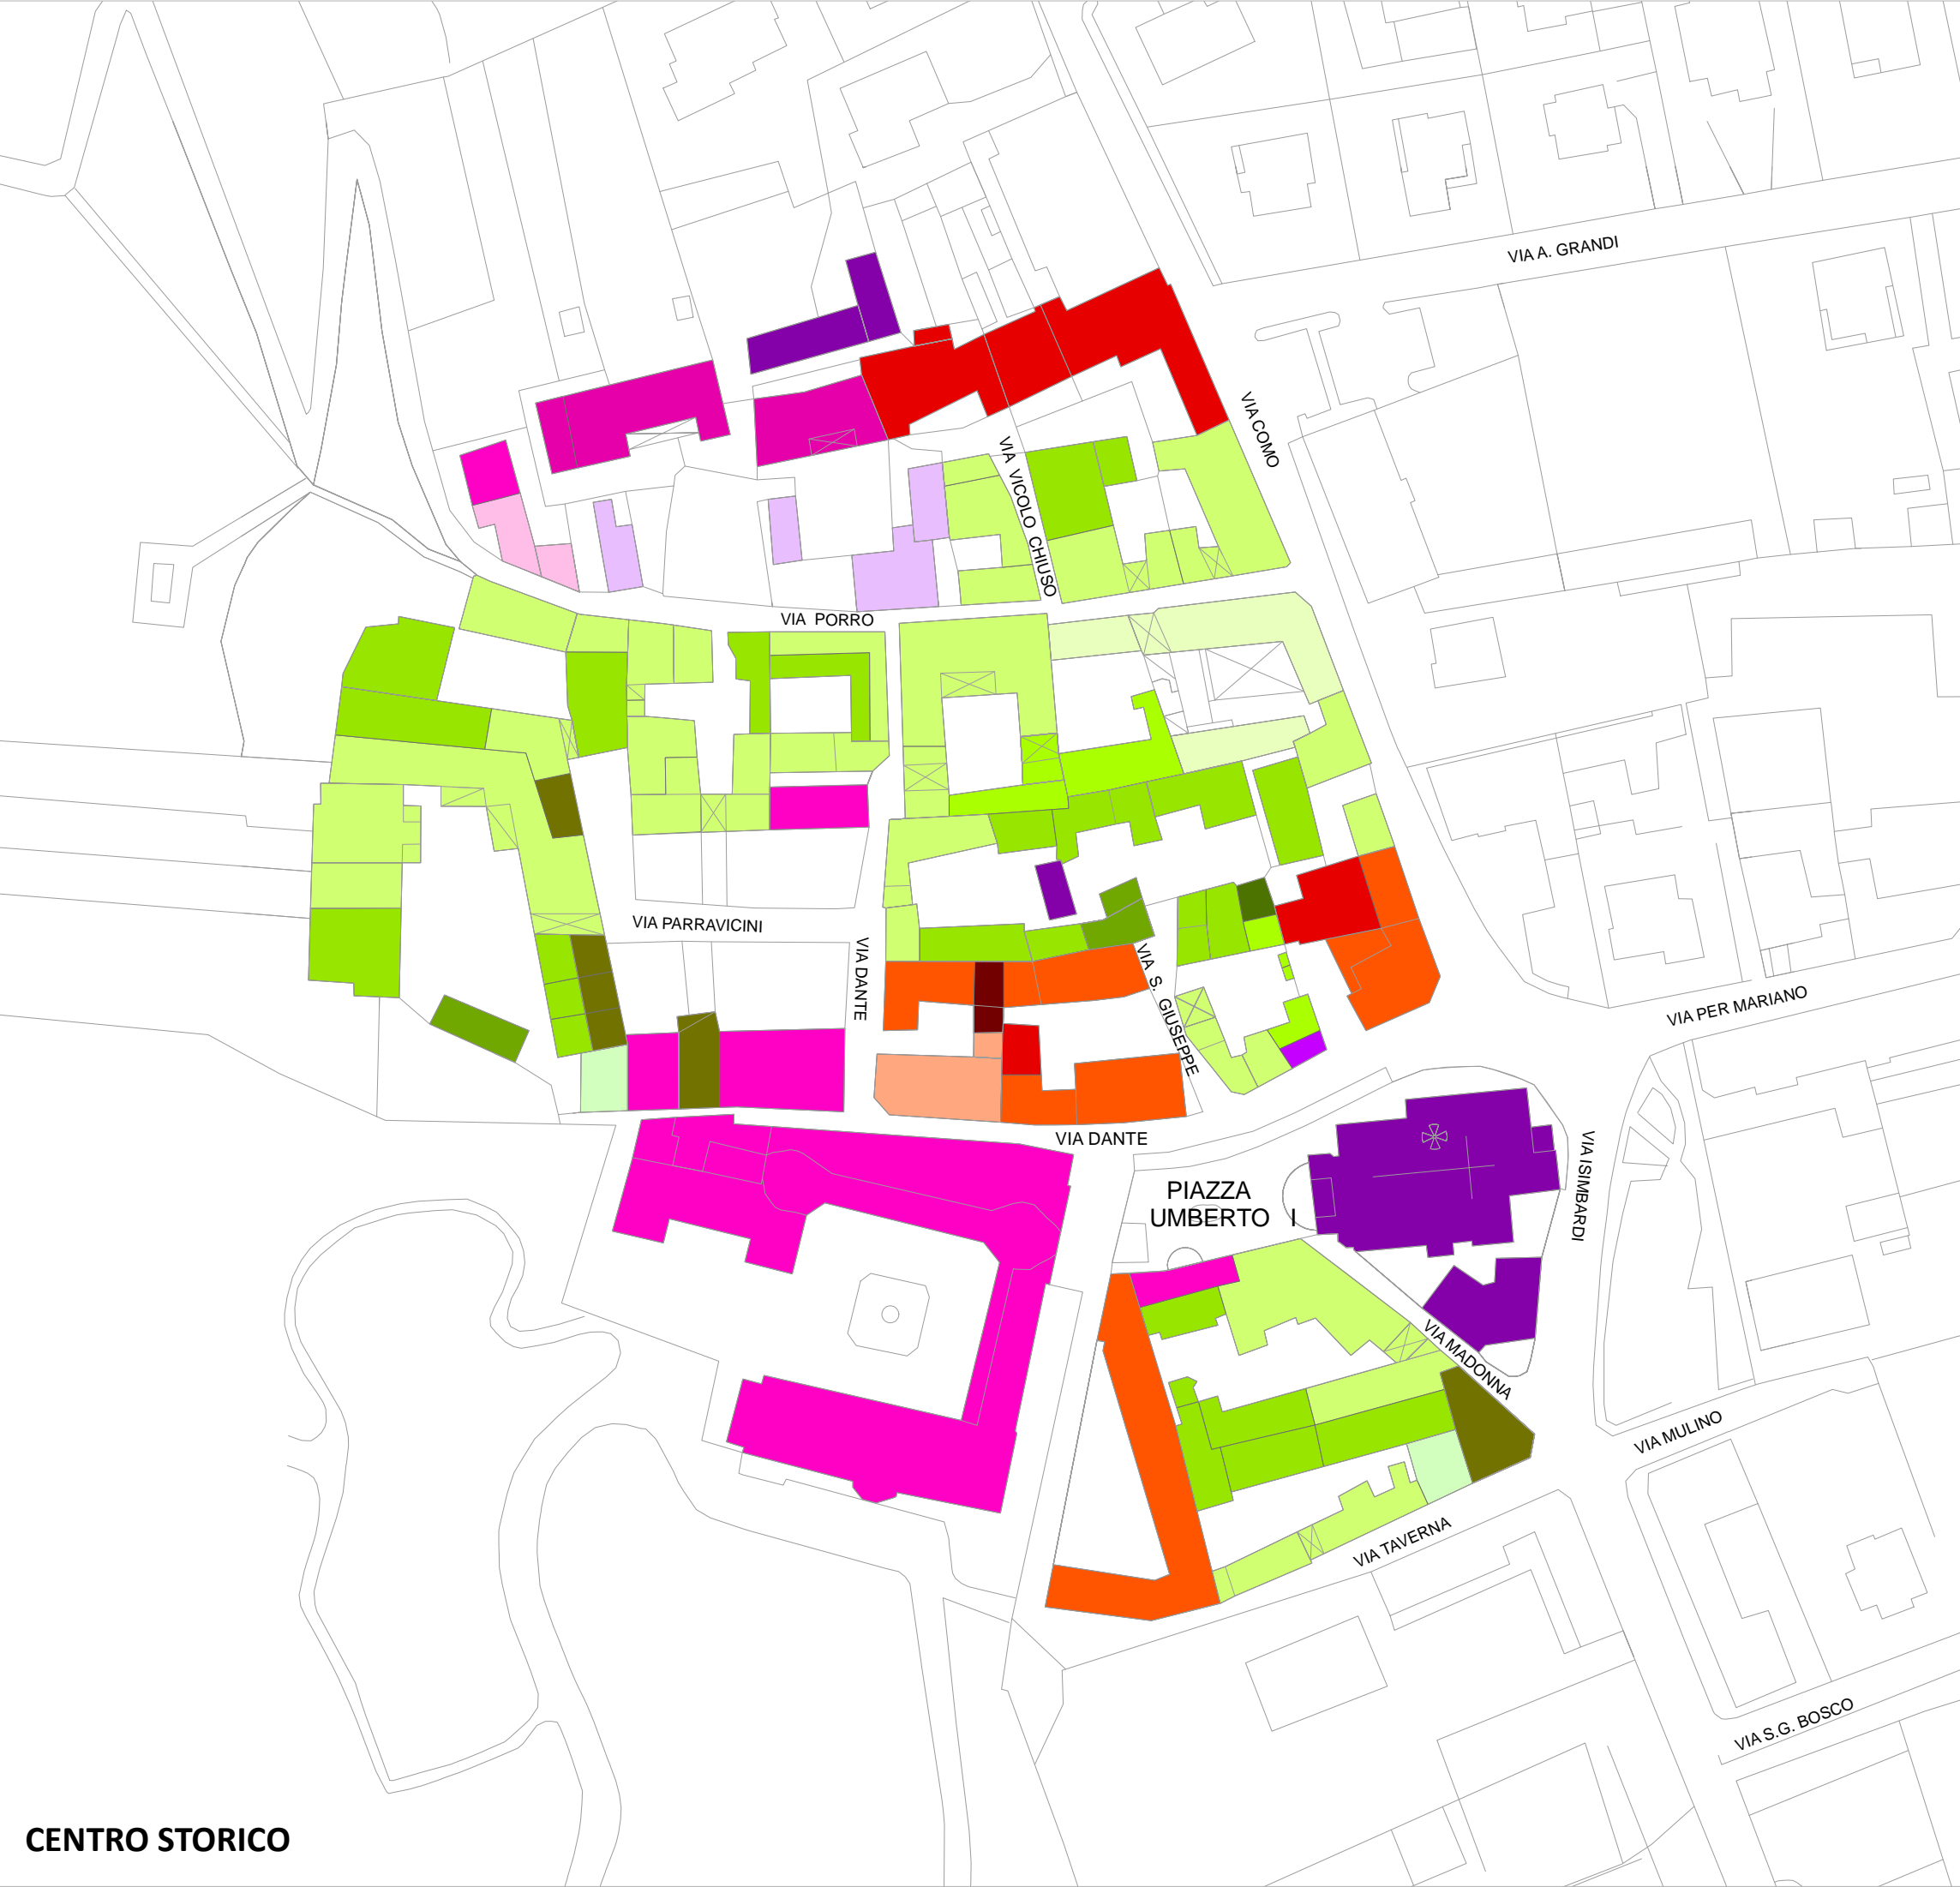 VIA A. GRANDI
VIA COMO
VIA VICOLO CHIUSO
VIA PORRO
VIA PARRAVICINI
VIA DANTE
VIA S. GIUSEPPE
VIA PER MARIANO
VIA DANTE
VIA ISIMBARDI
PIAZZA
UMBERTO I
VIA MADONNA
VIA MULINO
VIA TAVERNA
VIA S.G. BOSCO
CENTRO STORICO